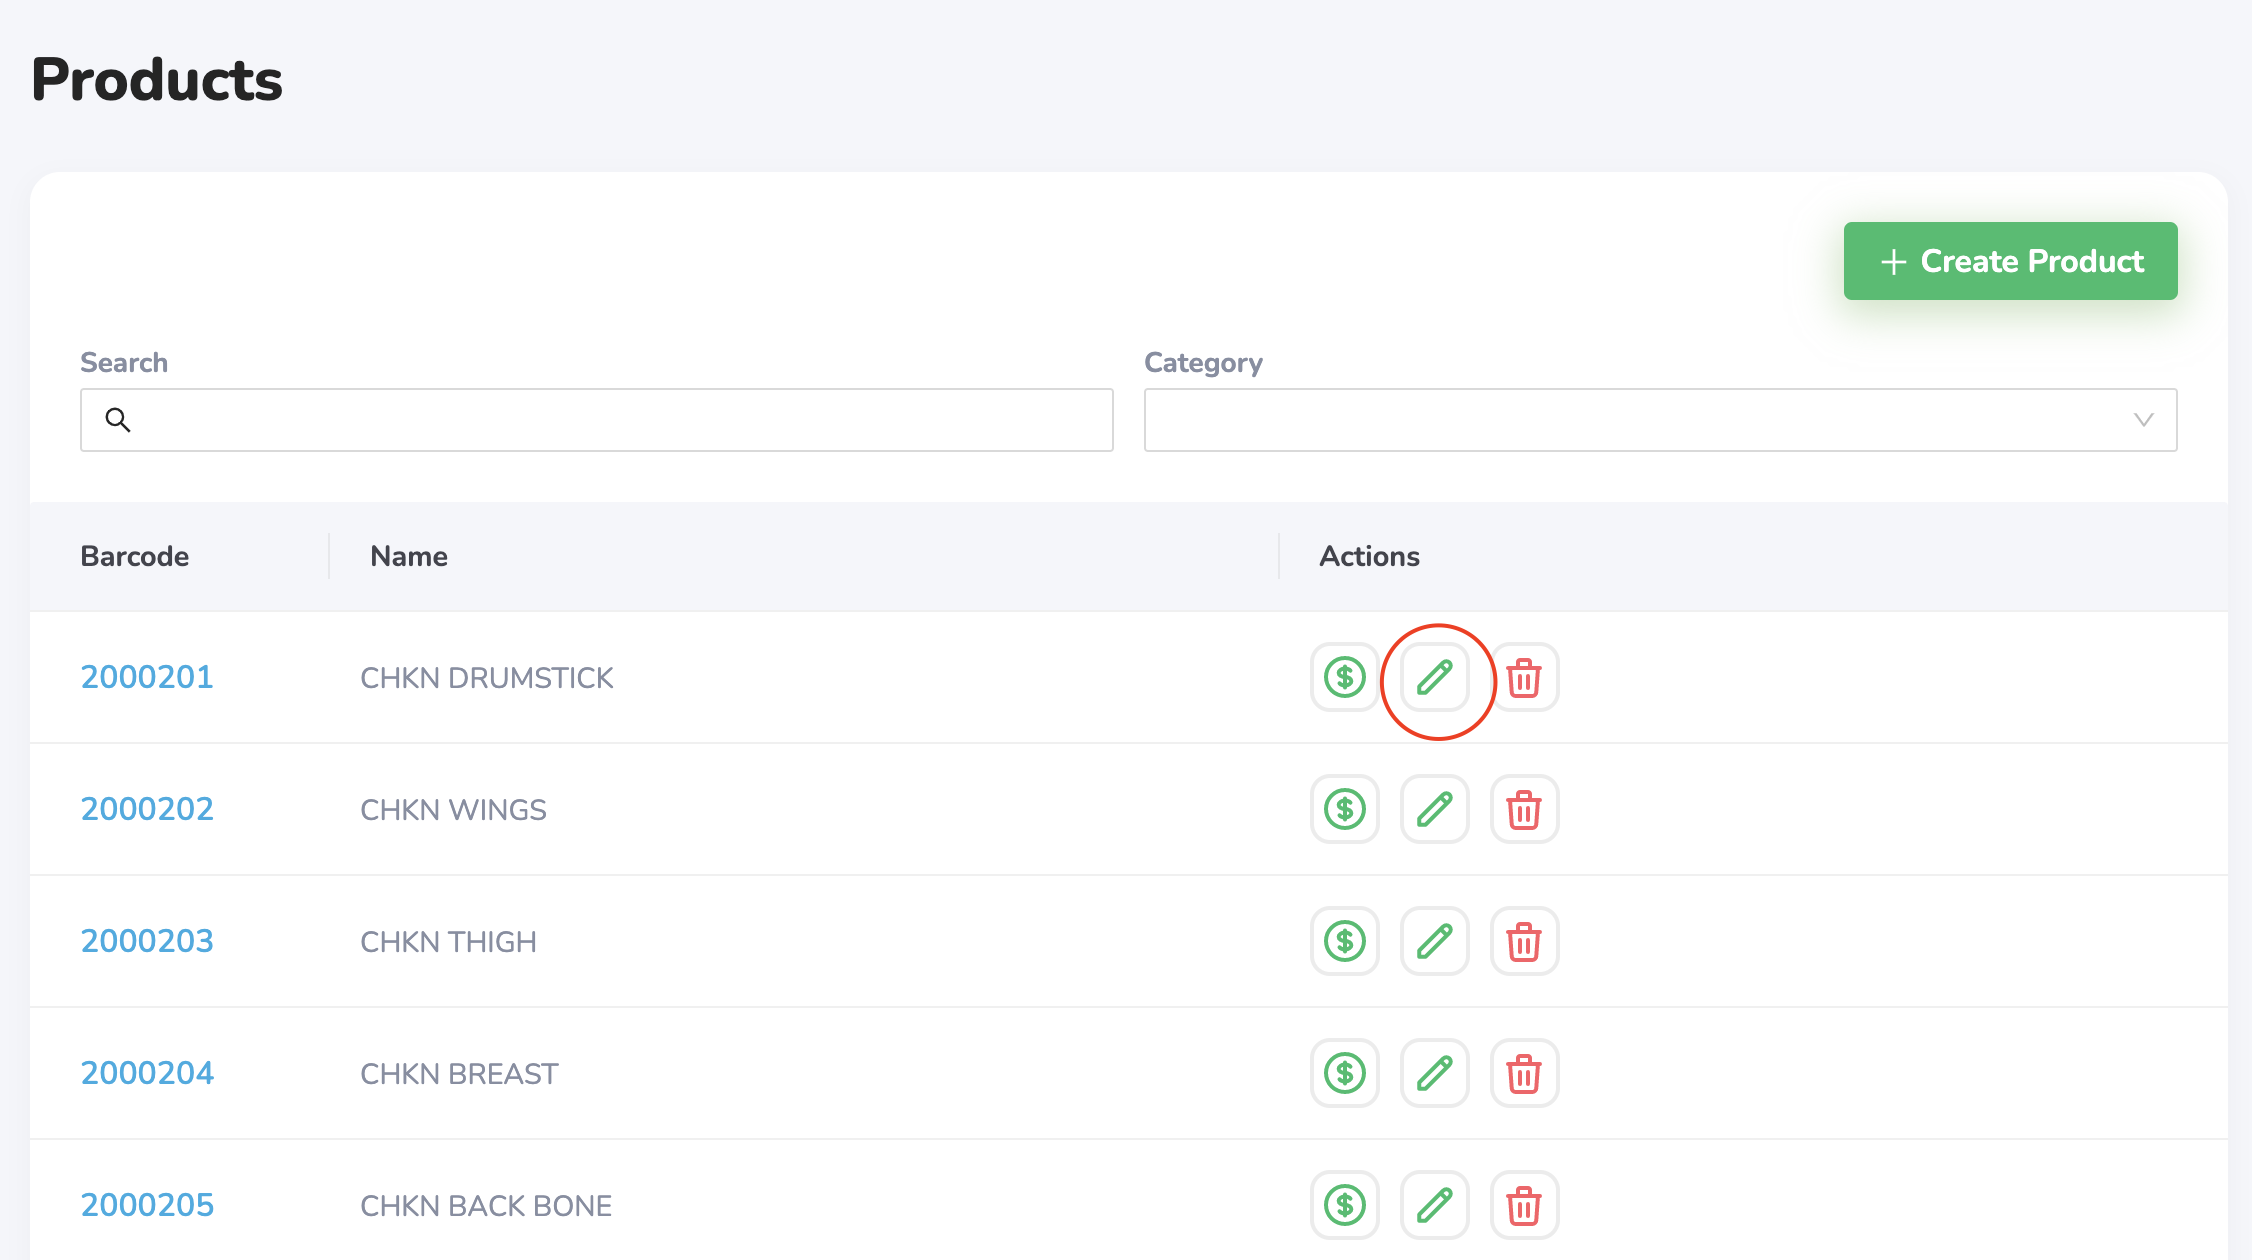 Products
Create Product
Search
Category
Barcode Name Actions
2000201 CHKN DRUMSTICK
2000202 CHKN WINGS
2000203 CHKN THIGH
2000204 CHKN BREAST
2000205 CHKN BACK BONE